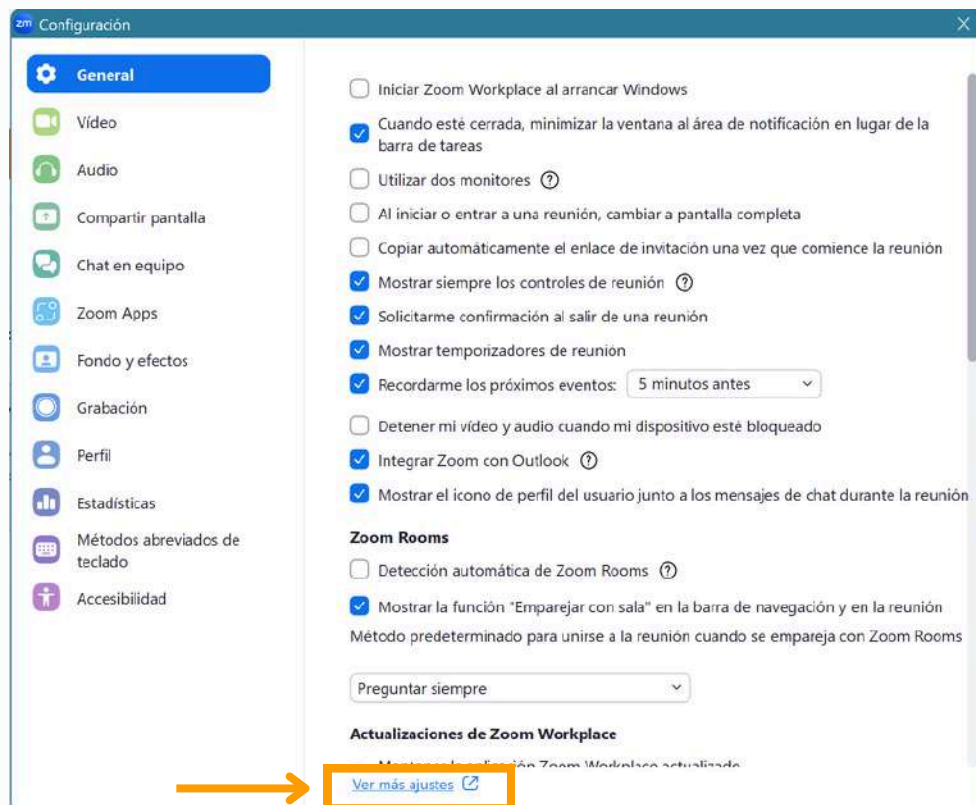 zm Configuración
General
Vídeo
Audio
Compartir pantalla
Chat en equipo
Zoom Apps
Fondo y efectos
Grabación
Perfil
Estadísticas
Métodos abreviados de
teclado
Accesibilidad
Iniciar Zoom Workplace al arrancar Windows
Cuando esté cerrada, minimizar la ventana al área de notificación en lugar de la
barra de tareas
Utilizar dos monitores ?
Al iniciar o entrar a una reunión, cambiar a pantalla completa
Copiar automáticamente el enlace de invitación una vez que comience la reunión
Mostrar siempre los controles de reunión ?
Solicitarme confirmación al salir de una reunión
Mostrar temporizadores de reunión
Recordarme los próximos eventos: 5 minutos antes
Detener mi vídeo y audio cuando mi dispositivo esté bloqueado
Integrar Zoom con Outlook ?
Mostrar el icono de perfil del usuario junto a los mensajes de chat durante la reunión
Zoom Rooms
Detección automática de Zoom Rooms ?
Mostrar la función "Emparejar con sala" en la barra de navegación y en la reunión
Método predeterminado para unirse a la reunión cuando se empareja con Zoom Rooms
Preguntar siempre
Actualizaciones de Zoom Workplace
Mantener la aplicación Zoom Workplace actualizada
Ver más ajustes